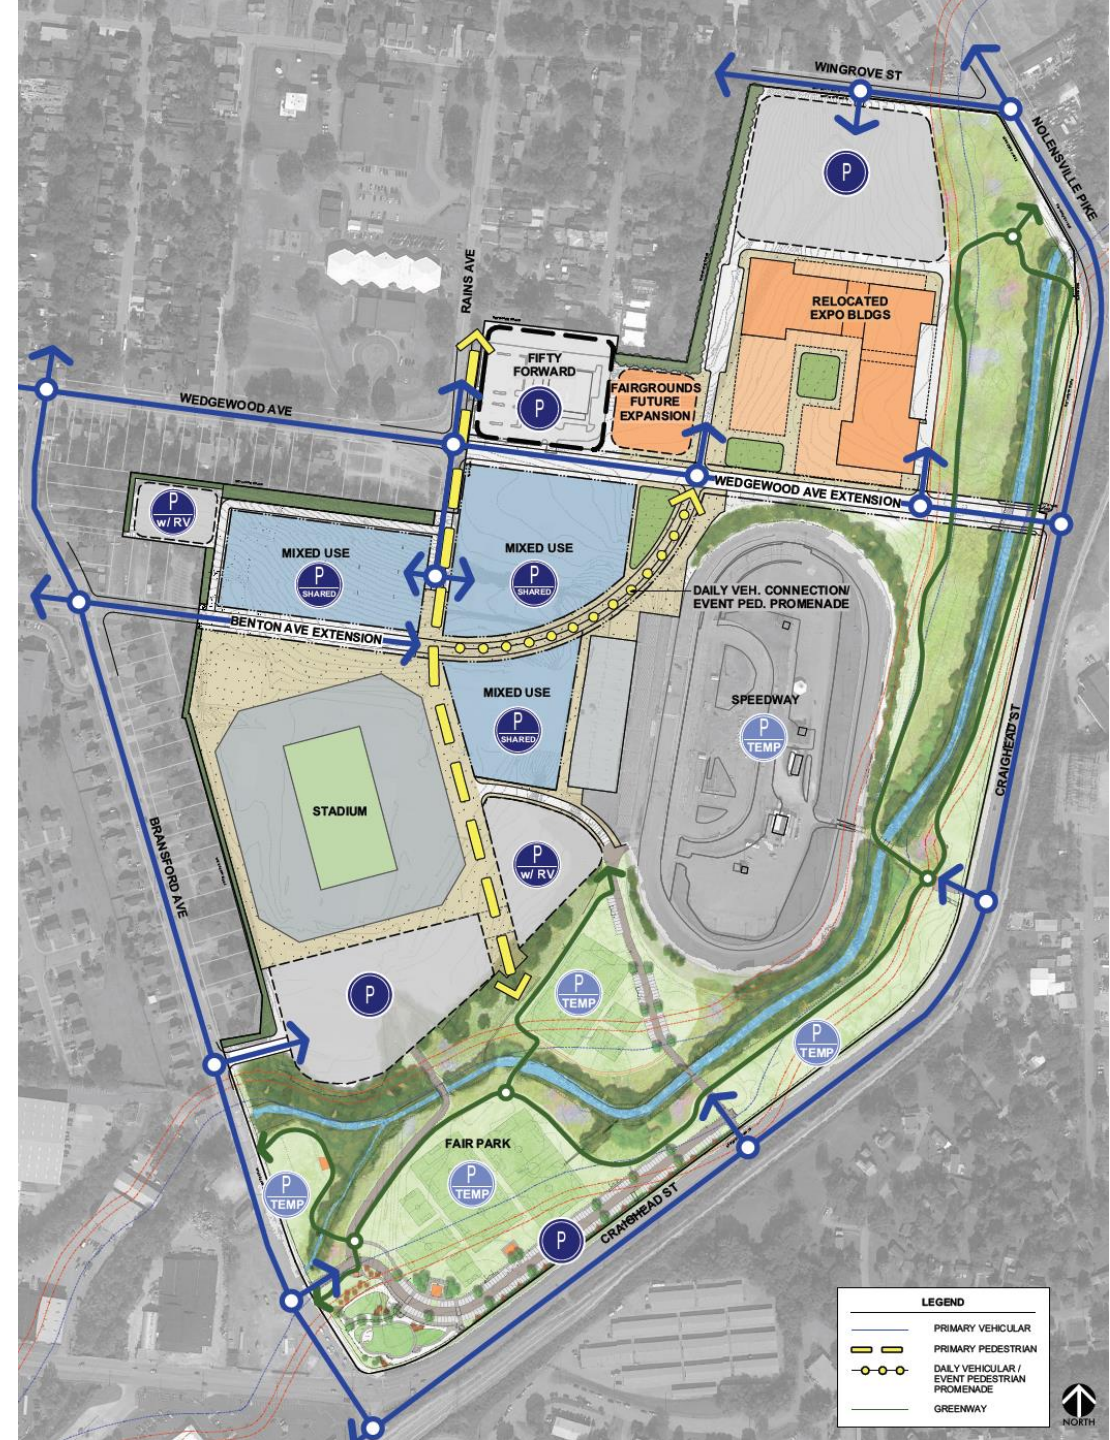 WINGROVE ST
NOLENSVILLE PIKE
P
RAINS AVE
RELOCATED
EXPO BLDGS
FIFTY
FORWARD
P
FAIRGROUNDS
FUTURE
EXPANSION
WEDGEWOOD AVE
WEDGEWOOD AVE EXTENSION
P
w/ RV
MIXED USE
P
SHARED
MIXED USE
P
SHARED
DAILY VEH. CONNECTION/
EVENT PED. PROMENADE
BENTON AVE EXTENSION
MIXED USE
P
SHARED
SPEEDWAY
P
TEMP
CRAIGHEAD ST
STADIUM
BRANSFORD AVE
P
w/ RV
P
P
TEMP
P
TEMP
FAIR PARK
P
TEMP
P
TEMP
P
CRAIGHEAD ST
LEGEND
PRIMARY VEHICULAR
PRIMARY PEDESTRIAN
DAILY VEHICULAR /
EVENT PEDESTRIAN
PROMENADE
GREENWAY
NORTH